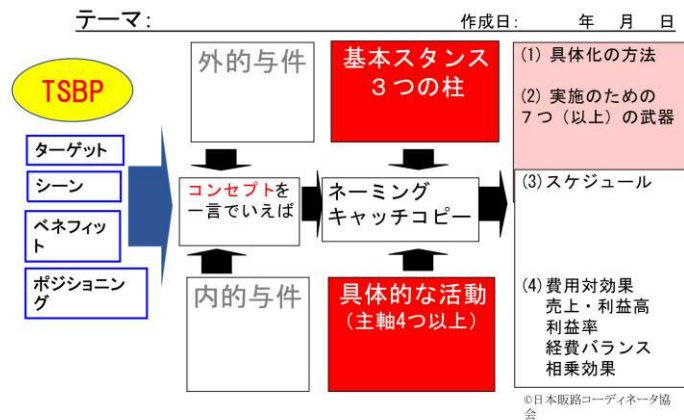 テーマ:
作成日: 年 月 日
TSBP
ターゲット
シーン
ベネフィッ
ト
ポジショニン
グ
外的与件
コンセプトを
一言でいえば
内的与件
基本スタンス
3つの柱
ネーミング
キャッチコピー
具体的な活動
(主軸4つ以上)
(1) 具体化の方法
(2) 実施のための
7つ(以上)の武器
(3)スケジュール
(4)費用対効果
売上・利益高
利益率
経費バランス
相乗効果
©日本販路コーディネータ協
会